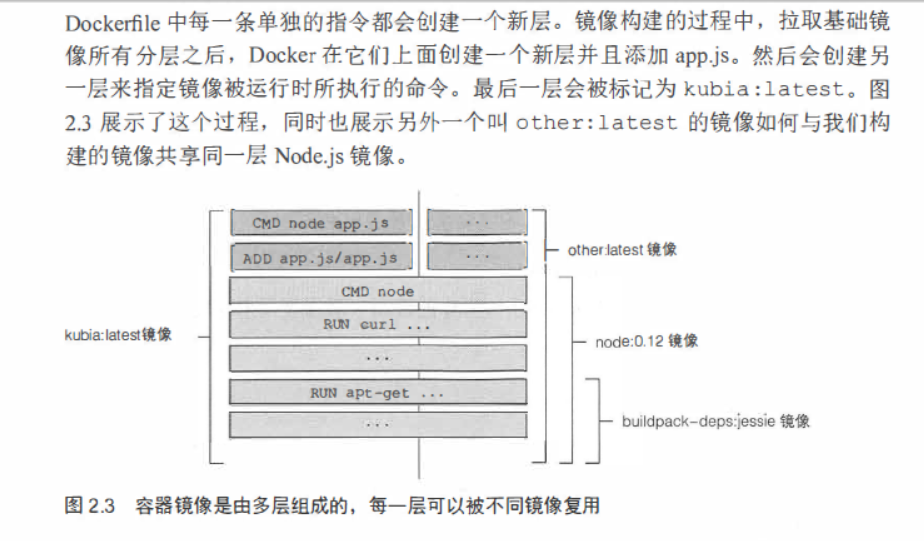 Dockerfile 中每一条单独的指令都会创建一个新层。镜像构建的过程中，拉取基础镜
像所有分层之后，Docker 在它们上面创建一个新层并且添加 app.js。然后会创建另
一层来指定镜像被运行时所执行的命令。最后一层会被标记为 kubia:latest。图
2.3 展示了这个过程，同时也展示另外一个叫 other:latest 的镜像如何与我们构
建的镜像共享同一层 Node.js 镜像。
CMD node app.js
...
ADD app.js/app.js
...
other:latest 镜像
CMD node
RUN curl ...
kubia:latest镜像
node:0.12 镜像
...
RUN apt-get ...
buildpack-deps:jessie 镜像
...
图 2.3 容器镜像是由多层组成的，每一层可以被不同镜像复用